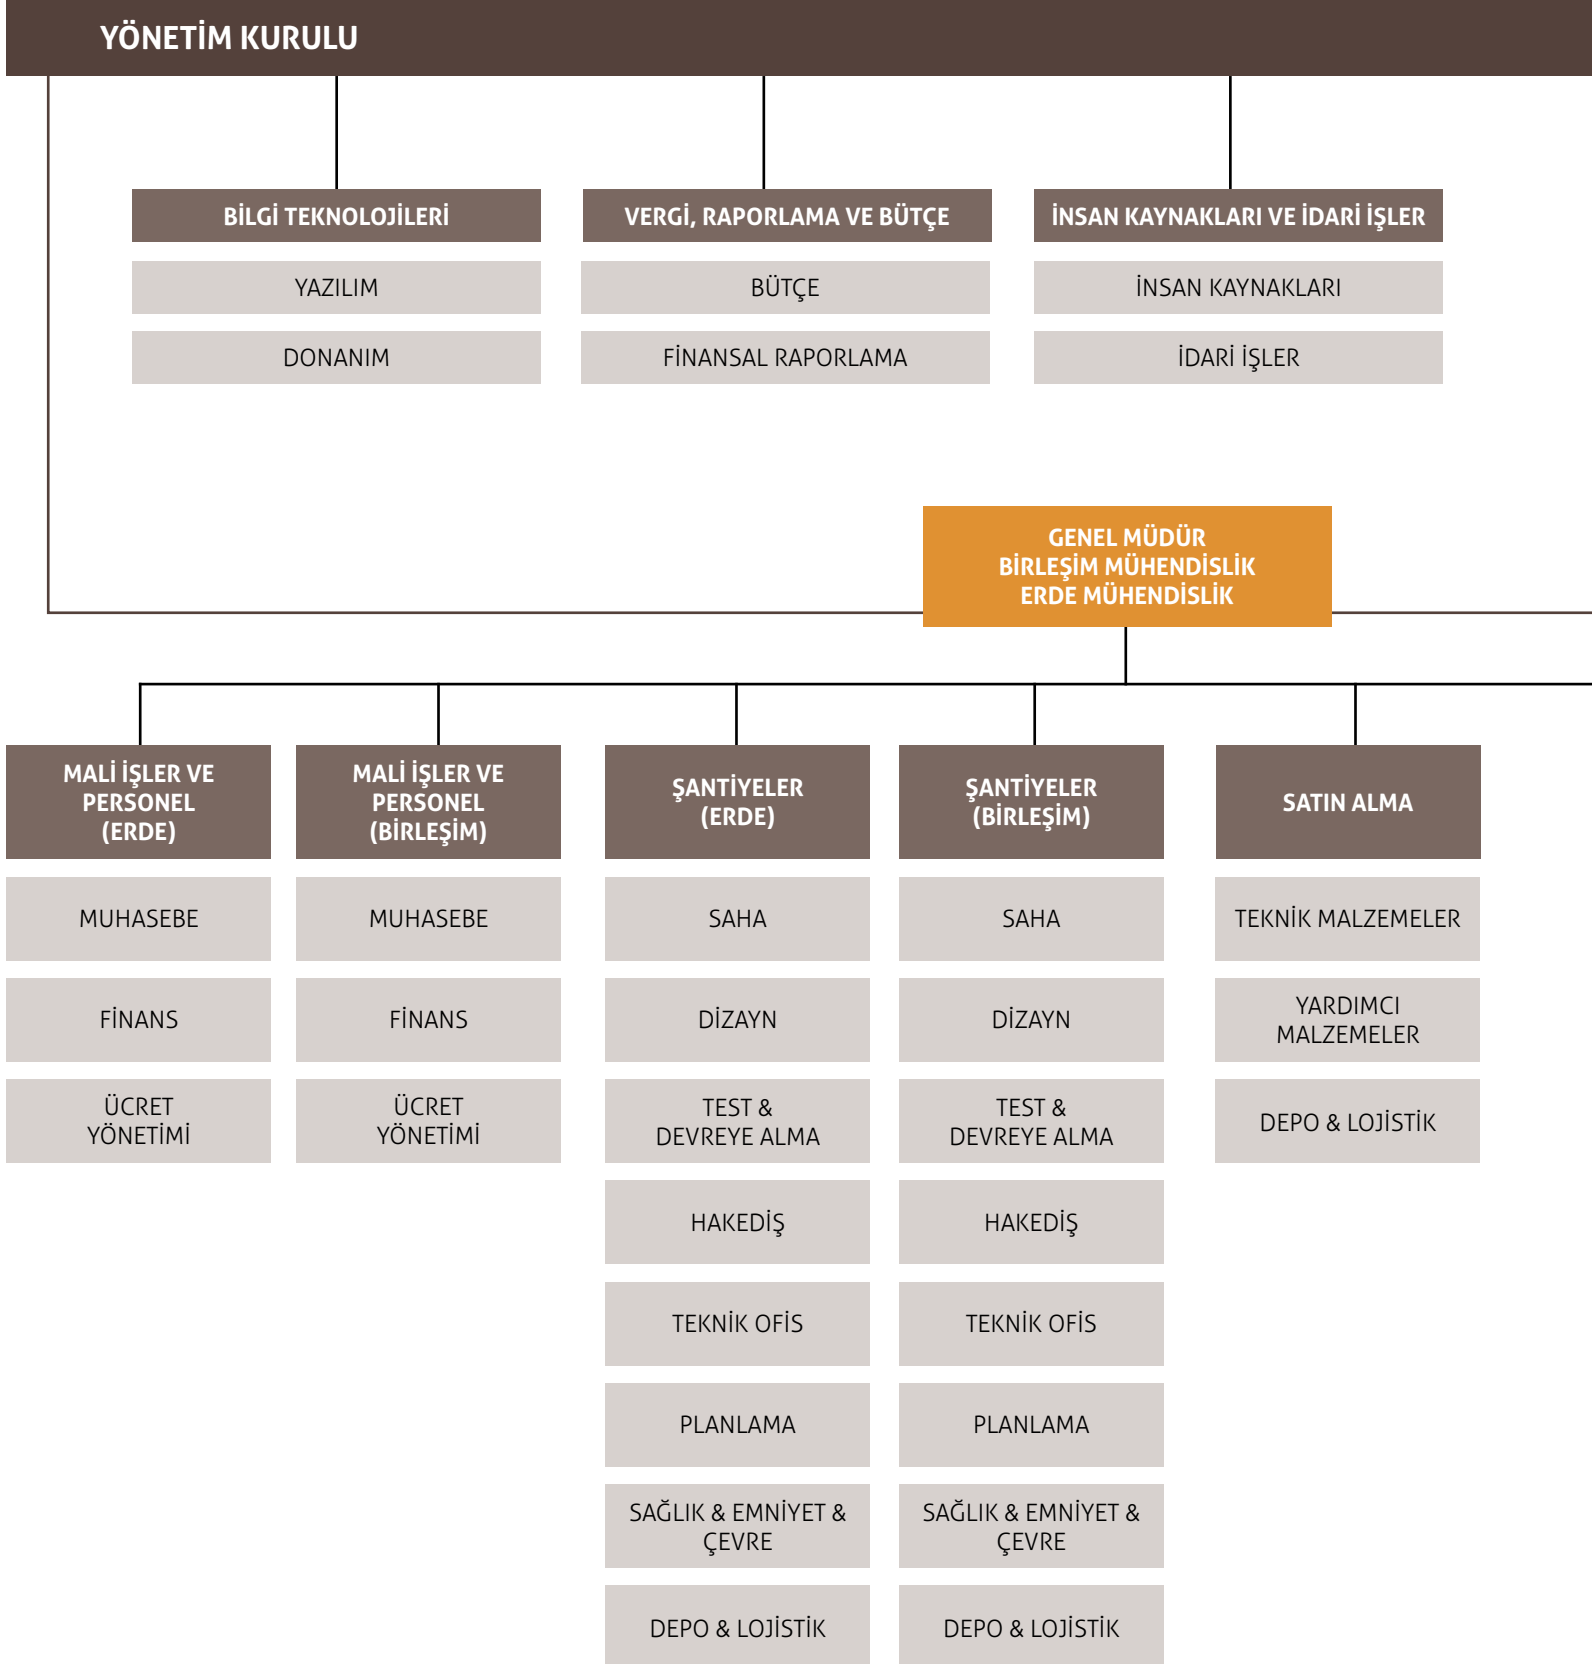 YÖNETİM KURULU
BİLGİ TEKNOLOJİLERİ
YAZILIM
DONANIM
VERGİ, RAPORLAMA VE BÜTÇE
BÜTÇE
FİNANSAL RAPORLAMA
İNSAN KAYNAKLARI VE İDARİ İŞLER
İNSAN KAYNAKLARI
İDARİ İŞLER
GENEL MÜDÜR
BİRLEŞİM MÜHENDİSLİK
ERDE MÜHENDİSLİK
MALİ İŞLER VE
PERSONEL
(ERDE)
MUHASEBE
FİNANS
ÜCRET
YÖNETİMİ
MALİ İŞLER VE
PERSONEL
(BİRLEŞİM)
MUHASEBE
FİNANS
ÜCRET
YÖNETİMİ
ŞANTİYELER
(ERDE)
SAHA
DİZAYN
TEST &
DEVREYE ALMA
HAKEDİŞ
TEKNİK OFİS
PLANLAMA
SAĞLIK & EMNİYET &
ÇEVRE
DEPO & LOJİSTİK
ŞANTİYELER
(BİRLEŞİM)
SAHA
DİZAYN
TEST &
DEVREYE ALMA
HAKEDİŞ
TEKNİK OFİS
PLANLAMA
SAĞLIK & EMNİYET &
ÇEVRE
DEPO & LOJİSTİK
SATIN ALMA
TEKNİK MALZEMELER
YARDIMCI
MALZEMELER
DEPO & LOJİSTİK